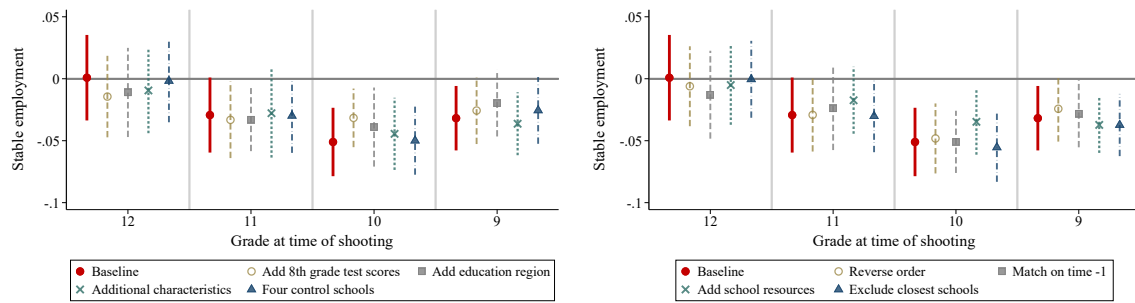 .05
0
-.05
-.1
Stable employment
12 11 10 9
Grade at time of shooting
Baseline Add 8th grade test scores Add education region
Additional characteristics Four control schools
.05
0
-.05
-.1
Stable employment
12 11 10 9
Grade at time of shooting
Baseline Reverse order Match on time -1
Add school resources Exclude closest schools